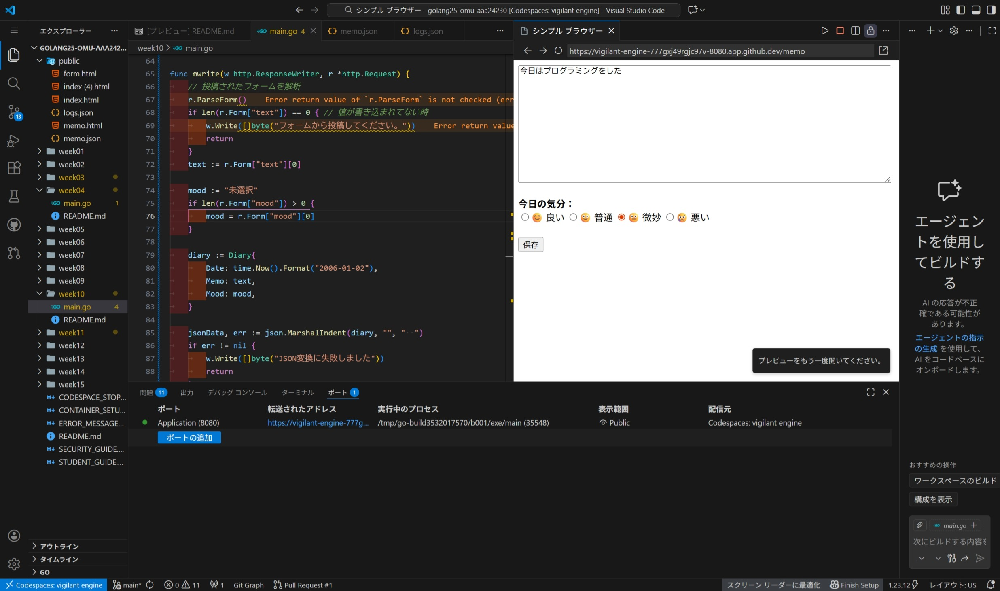 シンプル ブラウザー - golang25-omu-aaa24230 [Codespaces: vigilant engine] - Visual Studio Code
エクスプローラー
GOLANG25-OMU-AAA242...
public
form.html
index (4).html
index.html
logs.json
memo.html
memo.json
week01
week02
week03
week04
main.go 1
README.md
week05
week06
week07
week08
week09
week10
main.go 4
README.md
week11
week12
week13
week14
week15
CODESPACE_STOP...
CONTAINER_SETU...
ERROR_MESSAGE...
README.md
SECURITY_GUIDE....
STUDENT_GUIDE....
アウトライン
タイムライン
GO
13
[プレビュー] README.md
main.go 4
memo.json
logs.json
week10 > main.go
64
65 func mwrite(w http.ResponseWriter, r *http.Request) {
66 // 投稿されたフォームを解析
67 r.ParseForm() Error return value of `r.ParseForm` is not checked (err
68 if len(r.Form["text"]) == 0 { // 値が書き込まれてない時
69 w.Write([]byte("フォームから投稿してください。")) Error return value
70 return
71 }
72 text := r.Form["text"][0]
73
74 mood := "未選択"
75 if len(r.Form["mood"]) > 0 {
76 mood = r.Form["mood"][0]
77 }
78
79 diary := Diary{
80 Date: time.Now().Format("2006-01-02"),
81 Memo: text,
82 Mood: mood,
83 }
84
85 jsonData, err := json.MarshalIndent(diary, "", "··")
86 if err != nil {
87 w.Write([]byte("JSON変換に失敗しました"))
88 return
シンプル ブラウザー
https://vigilant-engine-777gxj49rgjc97v-8080.app.github.dev/memo
今日はプログラミングをした
今日の気分：
😊 良い 🙂 普通 😐 微妙 😢 悪い
保存
プレビューをもう一度開いてください。
問題 11
出力
デバッグ コンソール
ターミナル
ポート 1
ポート 転送されたアドレス 実行中のプロセス 表示範囲 配信元
Application (8080) https://vigilant-engine-777g... /tmp/go-build3532017570/b001/exe/main (35548) Public Codespaces: vigilant engine
ポートの追加
エージェン
トを使用し
てビルドす
る
AI の応答が不正
確である可能性が
あります。
エージェントの指示
の生成 を使用して、
AI をコードベースに
オンボードします。
おすすめの操作
ワークスペースのビルド
構成を表示
main.go
次にビルドする内容を
Codespaces: vigilant engine
main*
0 11
1
Git Graph
Pull Request #1
スクリーン リーダーに最適化
Finish Setup
1.23.12
レイアウト: US